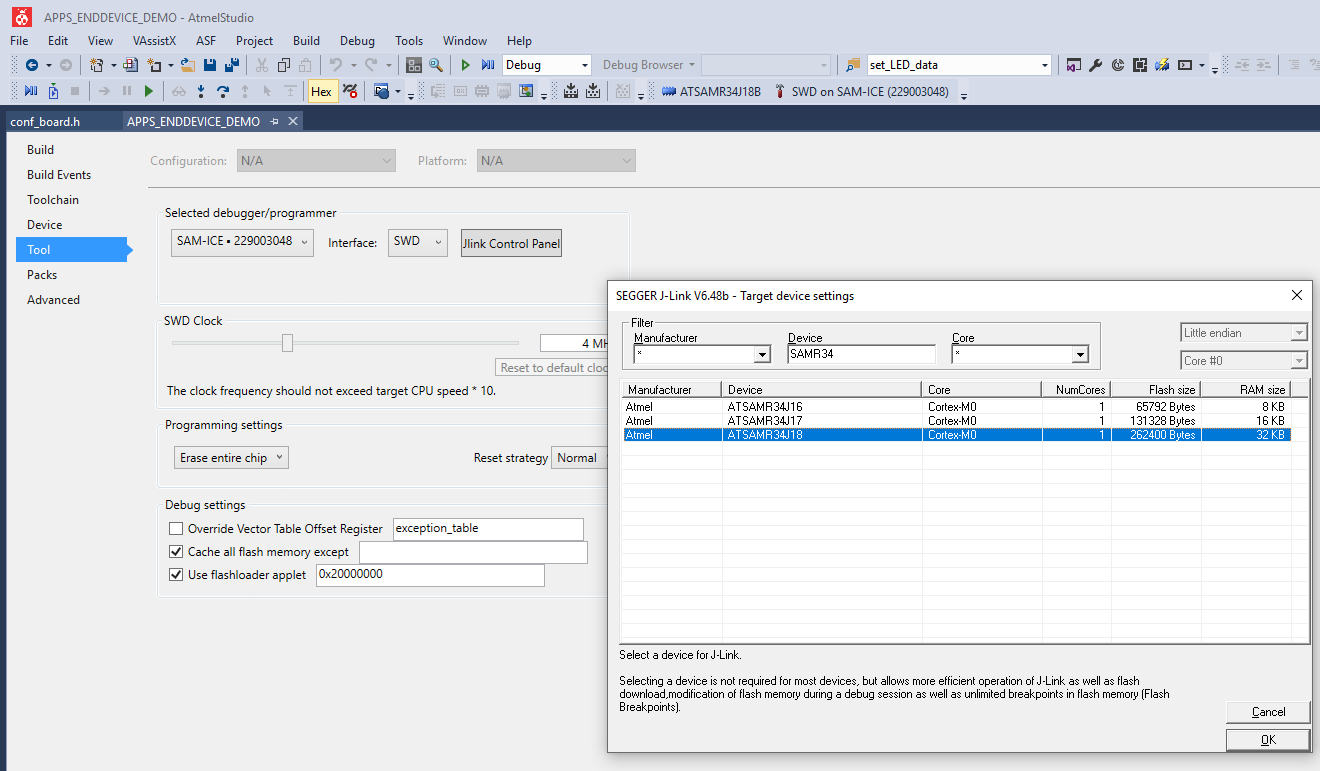 APPS_ENDDEVICE_DEMO - AtmelStudio
File Edit View VAssistX ASF Project Build Debug Tools Window Help
Debug Debug Browser set_LED_data
Hex ATSAMR34J18B SWD on SAM-ICE (229003048)
conf_board.h APPS_ENDDEVICE_DEMO
Build
Build Events
Toolchain
Device
Tool
Packs
Advanced
Configuration: N/A Platform: N/A
Selected debugger/programmer
SAM-ICE • 229003048 Interface: SWD Jlink Control Panel
SWD Clock
4 MH
Reset to default cloc
The clock frequency should not exceed target CPU speed * 10.
Programming settings
Erase entire chip Reset strategy Normal
Debug settings
Override Vector Table Offset Register exception_table
Cache all flash memory except
Use flashloader applet 0x20000000
SEGGER J-Link V6.48b - Target device settings
Filter
Manufacturer Device Core
* SAMR34 *
Little endian
Core #0
Manufacturer Device Core NumCores Flash size RAM size
Atmel ATSAMR34J16 Cortex-M0 1 65792 Bytes 8 KB
Atmel ATSAMR34J17 Cortex-M0 1 131328 Bytes 16 KB
Atmel ATSAMR34J18 Cortex-M0 1 262400 Bytes 32 KB
Select a device for J-Link.
Selecting a device is not required for most devices, but allows more efficient operation of J-Link as well as flash
download,modification of flash memory during a debug session as well as unlimited breakpoints in flash memory (Flash
Breakpoints).
Cancel
OK